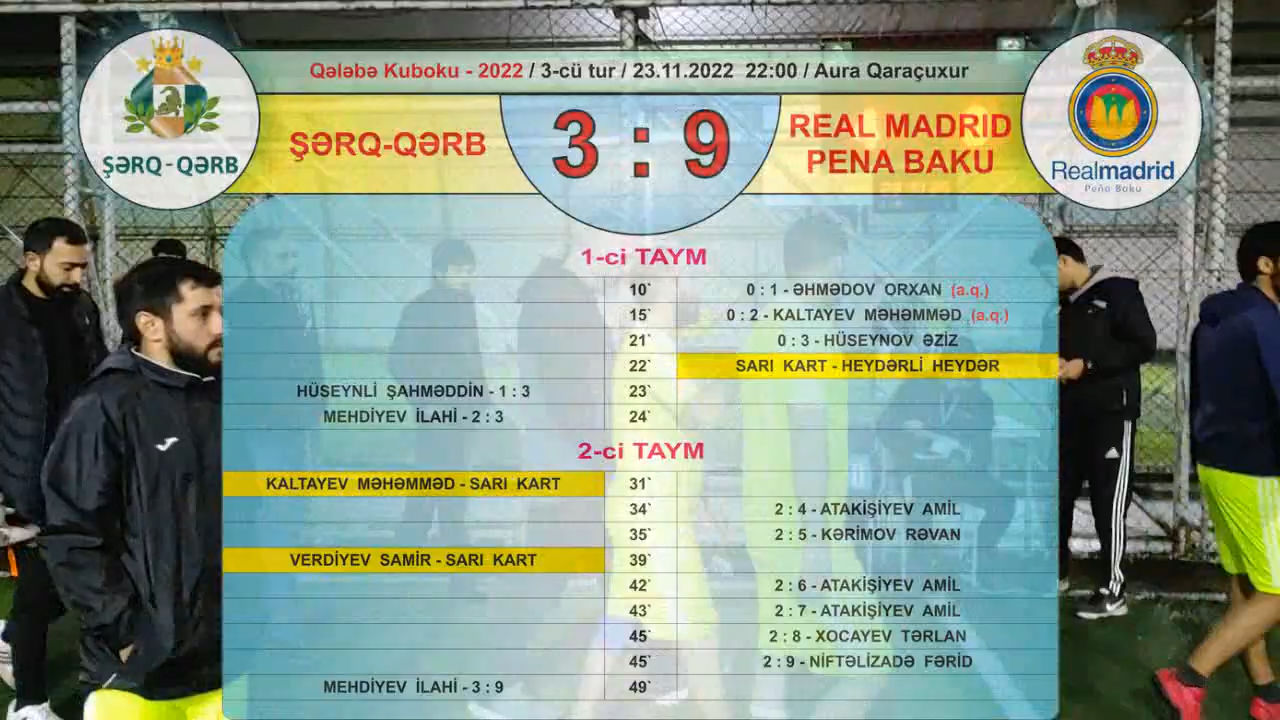 Qələbə Kuboku - 2022 / 3-cü tur / 23.11.2022 22:00 / Aura Qaraçuxur
ŞƏRQ-QƏRB
ŞƏRQ-QƏRB 3 : 9 REAL MADRID
PENA BAKU
Realmadrid
Peña Baku
1-ci TAYM
10` 0 : 1 - ƏHMƏDOV ORXAN (a.q.)
15` 0 : 2 - KALTAYEV MƏHƏMMƏD (a.q.)
21` 0 : 3 - HÜSEYNOV ƏZİZ
22` SARI KART - HEYDƏRLİ HEYDƏR
HÜSEYNLİ ŞAHMƏDDİN - 1 : 3 23`
MEHDİYEV İLAHİ - 2 : 3 24`
2-ci TAYM
KALTAYEV MƏHƏMMƏD - SARI KART 31`
34` 2 : 4 - ATAKİŞİYEV AMİL
35` 2 : 5 - KƏRİMOV RƏVAN
VERDİYEV SAMİR - SARI KART 39`
42` 2 : 6 - ATAKİŞİYEV AMİL
43` 2 : 7 - ATAKİŞİYEV AMİL
45` 2 : 8 - XOCAYEV TƏRLAN
45` 2 : 9 - NİFTƏLİZADƏ FƏRİD
MEHDİYEV İLAHİ - 3 : 9 49`